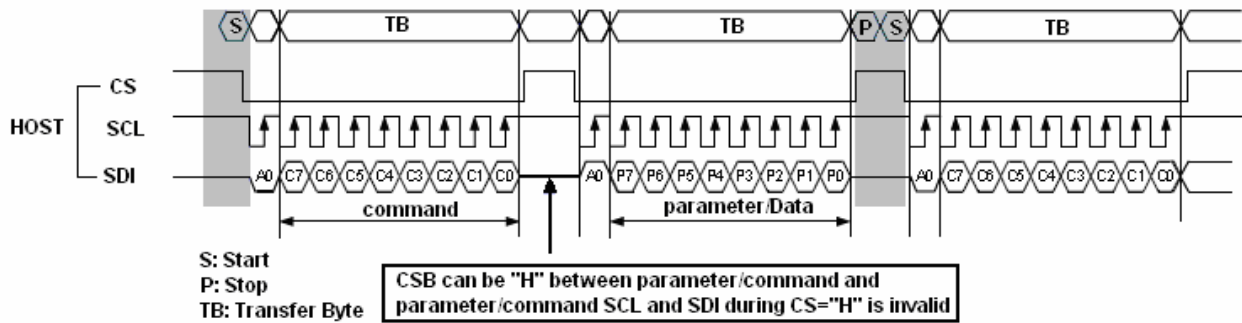 S TB TB P S TB
CS
HOST
SCL
SDI
A0 C7 C6 C5 C4 C3 C2 C1 C0 A0 P7 P6 P5 P4 P3 P2 P1 P0 A0 C7 C6 C5 C4 C3 C2 C1 C0
command
parameter/Data
S: Start
P: Stop
TB: Transfer Byte
CSB can be "H" between parameter/command and
parameter/command SCL and SDI during CS="H" is invalid